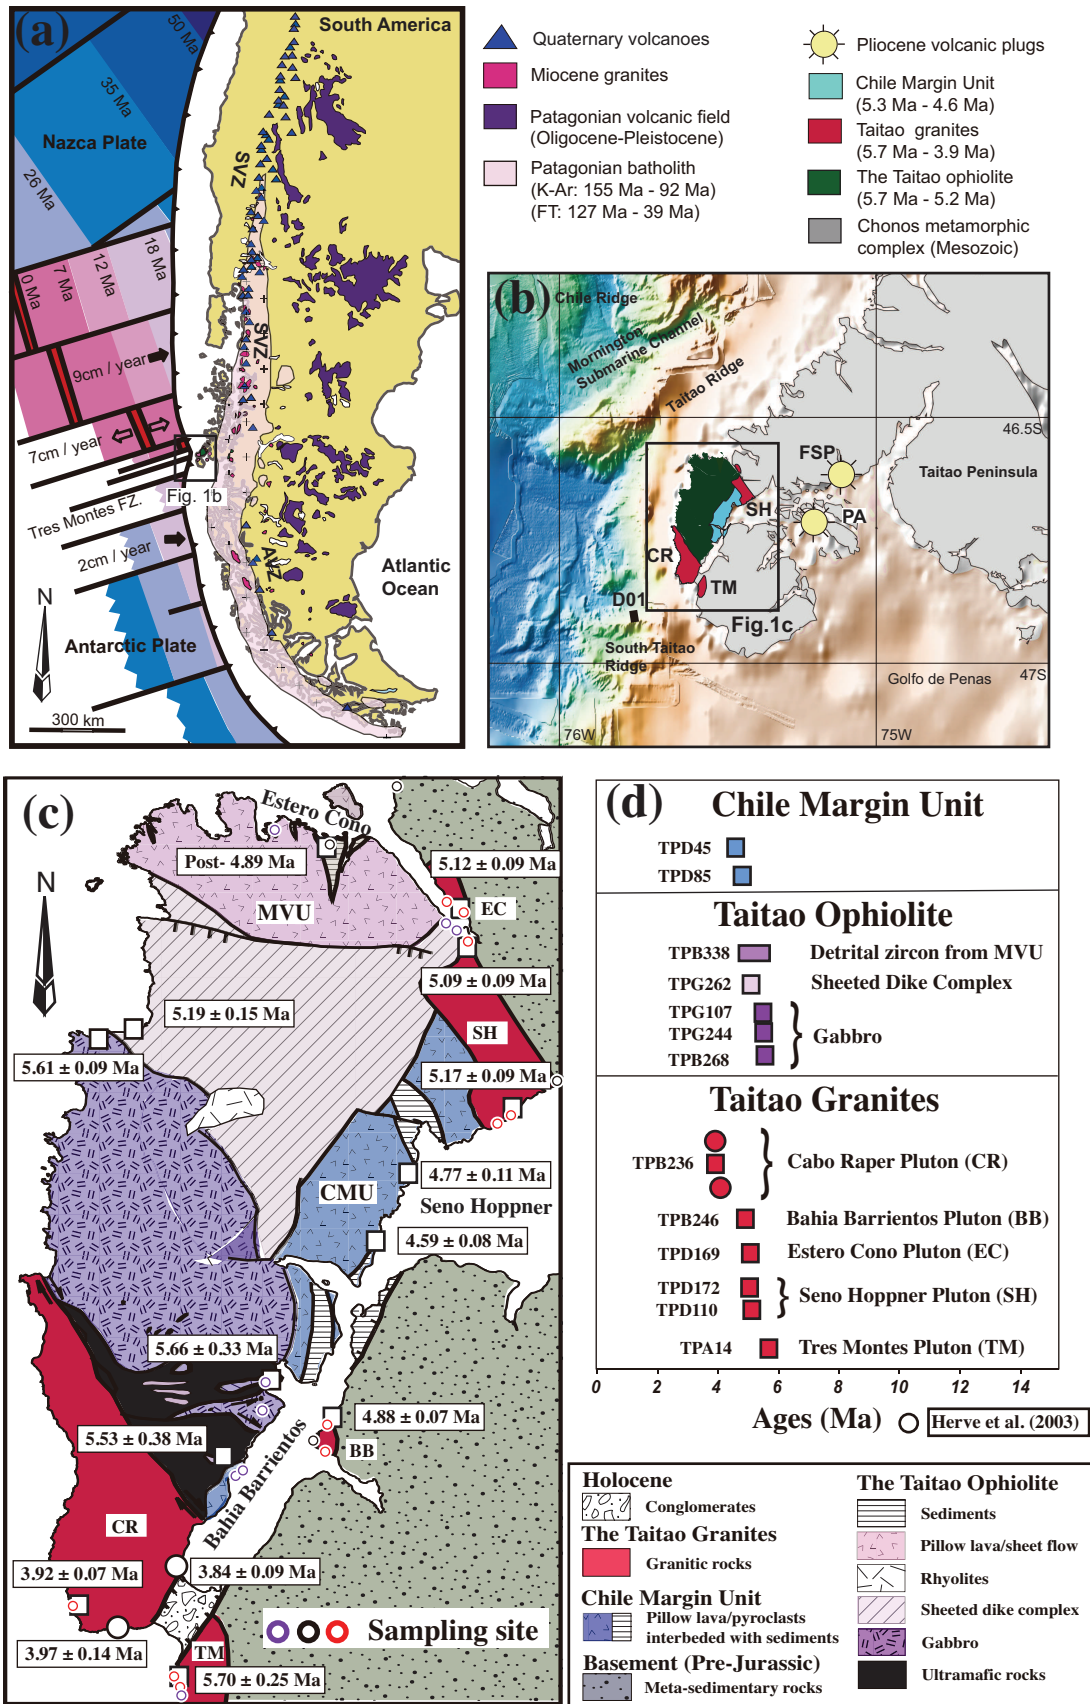 (a)
South America
50 Ma
35 Ma
Nazca Plate
26 Ma
18 Ma
12 Ma
7 Ma
0 Ma
SVZ
SVZ
9cm / year
7cm / year
Fig. 1b
Tres Montes FZ.
2cm / year
AVZ
Atlantic
Ocean
N
Antarctic Plate
300 km
Quaternary volcanoes
Miocene granites
Patagonian volcanic field
(Oligocene-Pleistocene)
Patagonian batholith
(K-Ar: 155 Ma - 92 Ma)
(FT: 127 Ma - 39 Ma)
Pliocene volcanic plugs
Chile Margin Unit
(5.3 Ma - 4.6 Ma)
Taitao granites
(5.7 Ma - 3.9 Ma)
The Taitao ophiolite
(5.7 Ma - 5.2 Ma)
Chonos metamorphic
complex (Mesozoic)
(b)
Chile Ridge
Mornington
Submarine Channel
Taitao Ridge
46.5S
FSP
Taitao Peninsula
SH
PA
CR
TM
D01
Fig.1c
South Taitao
Ridge
Golfo de Penas
47S
76W
75W
(c)
Estero Cono
Post- 4.89 Ma
5.12 ± 0.09 Ma
N
MVU
EC
5.09 ± 0.09 Ma
5.19 ± 0.15 Ma
SH
5.61 ± 0.09 Ma
5.17 ± 0.09 Ma
4.77 ± 0.11 Ma
CMU
Seno Hoppner
4.59 ± 0.08 Ma
5.66 ± 0.33 Ma
4.88 ± 0.07 Ma
5.53 ± 0.38 Ma
BB
Bahia Barrientos
CR
3.92 ± 0.07 Ma
3.84 ± 0.09 Ma
Sampling site
3.97 ± 0.14 Ma
TM
5.70 ± 0.25 Ma
(d)
Chile Margin Unit
TPD45
TPD85
Taitao Ophiolite
TPB338
Detrital zircon from MVU
TPG262
Sheeted Dike Complex
TPG107
TPG244
Gabbro
TPB268
Taitao Granites
TPB236
Cabo Raper Pluton (CR)
TPB246
Bahia Barrientos Pluton (BB)
TPD169
Estero Cono Pluton (EC)
TPD172
Seno Hoppner Pluton (SH)
TPD110
TPA14
Tres Montes Pluton (TM)
0 2 4 6 8 10 12 14
Ages (Ma)
Herve et al. (2003)
Holocene
Conglomerates
The Taitao Granites
Granitic rocks
Chile Margin Unit
Pillow lava/pyroclasts
interbeded with sediments
Basement (Pre-Jurassic)
Meta-sedimentary rocks
The Taitao Ophiolite
Sediments
Pillow lava/sheet flow
Rhyolites
Sheeted dike complex
Gabbro
Ultramafic rocks